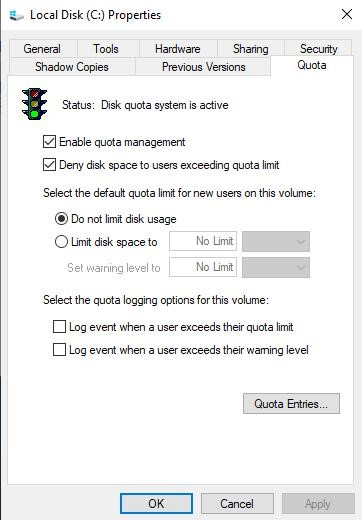 Local Disk (C:) Properties
General Tools Hardware Sharing Security
Shadow Copies Previous Versions Quota
Status: Disk quota system is active
Enable quota management
Deny disk space to users exceeding quota limit
Select the default quota limit for new users on this volume:
Do not limit disk usage
Limit disk space to No Limit
Set warning level to No Limit
Select the quota logging options for this volume:
Log event when a user exceeds their quota limit
Log event when a user exceeds their warning level
Quota Entries...
OK Cancel Apply